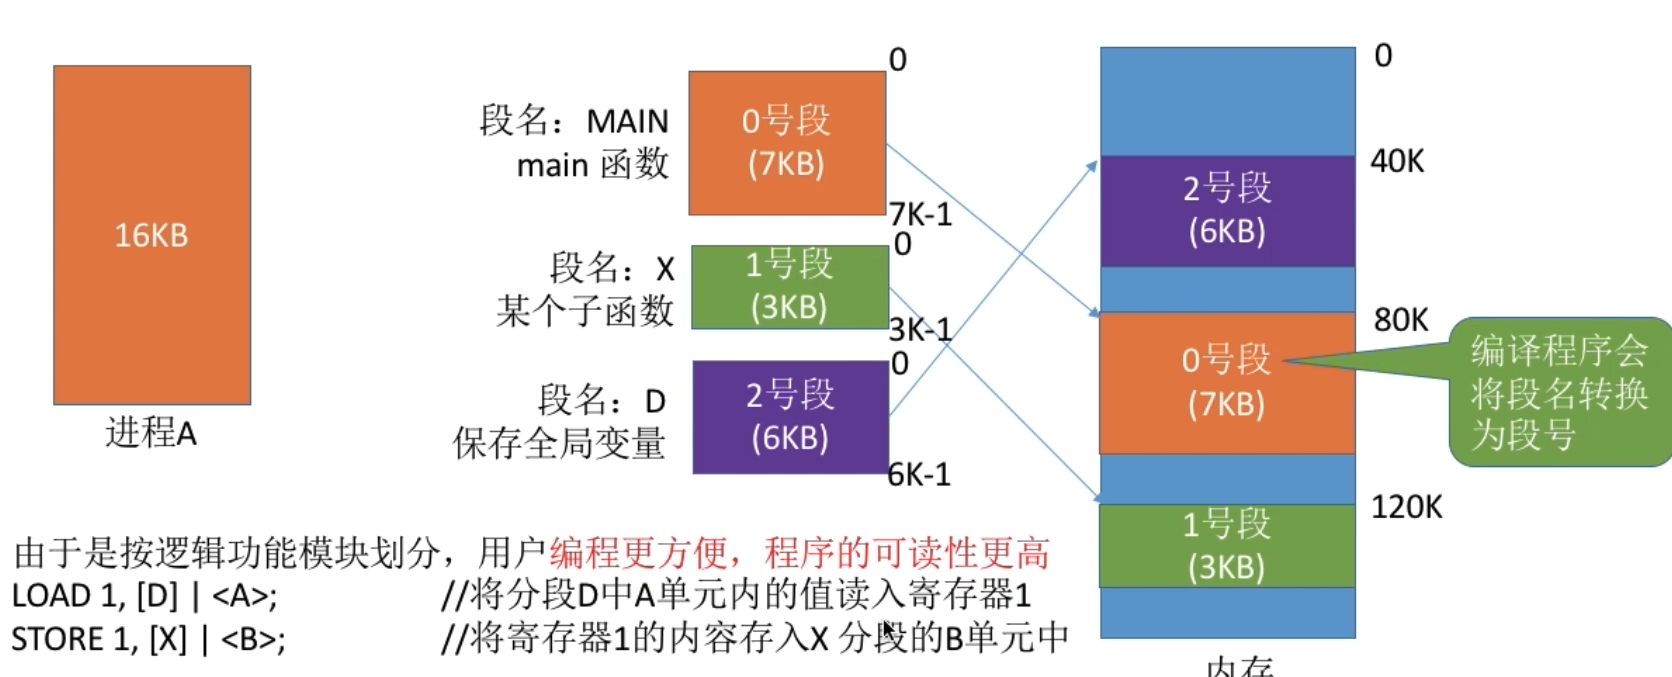 16KB
进程A
段名：MAIN
main 函数
0号段
(7KB)
0
7K-1
段名：X
某个子函数
1号段
(3KB)
0
3K-1
段名：D
保存全局变量
2号段
(6KB)
0
6K-1
0
40K
2号段
(6KB)
80K
0号段
(7KB)
120K
1号段
(3KB)
内存
编译程序会
将段名转换
为段号
由于是按逻辑功能模块划分，用户编程更方便，程序的可读性更高
LOAD 1, [D] | <A>; //将分段D中A单元内的值读入寄存器1
STORE 1, [X] | <B>; //将寄存器1的内容存入X 分段的B单元中